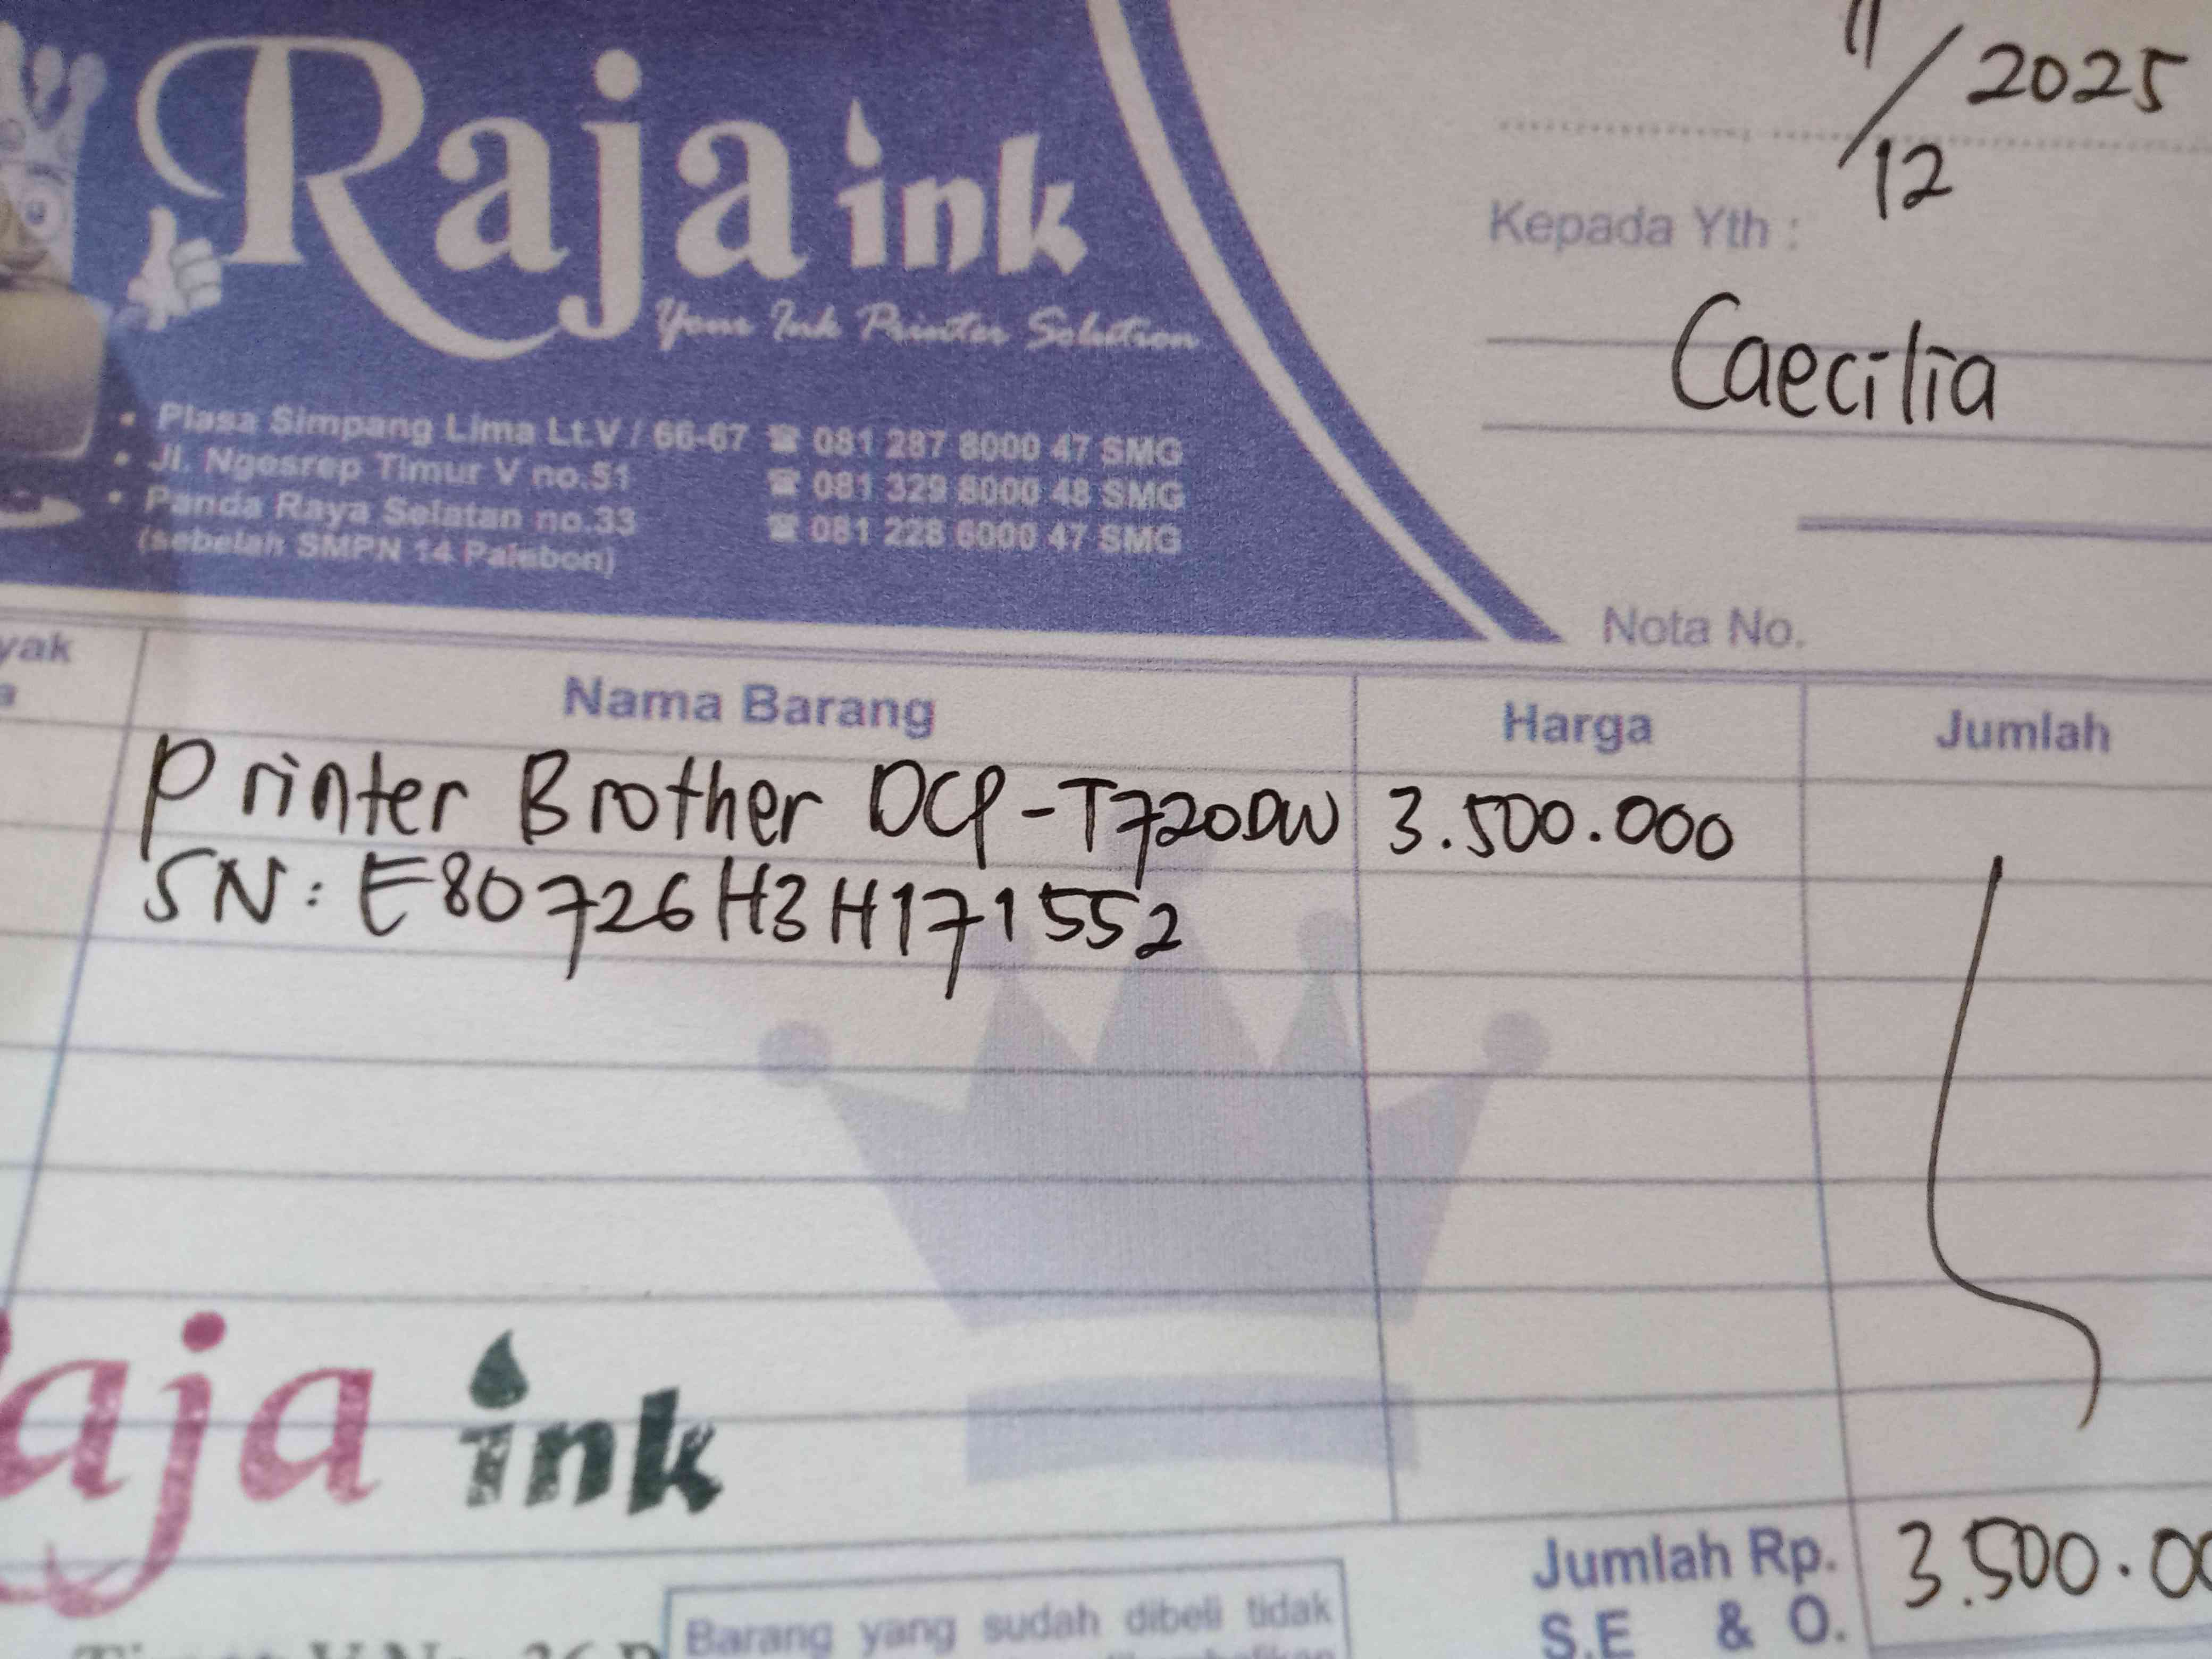 11/12 2025
Raja ink
Your Ink Printer Solution
Kepada Yth :
Caecilia
• Plasa Simpang Lima Lt.V / 66-67 ☎ 081 287 8000 47 SMG
• Jl. Ngesrep Timur V no.51 ☎ 081 329 8000 48 SMG
• Panda Raya Selatan no.33 ☎ 081 228 6000 47 SMG
(sebelah SMPN 14 Palebon)
Nota No.
yak
a
Nama Barang Harga Jumlah
Printer Brother DCP-T720DW 3.500.000
SN: E80726H3H171552
aja ink
Jumlah Rp. 3.500.00
S.E & O.
Barang yang sudah dibeli tidak